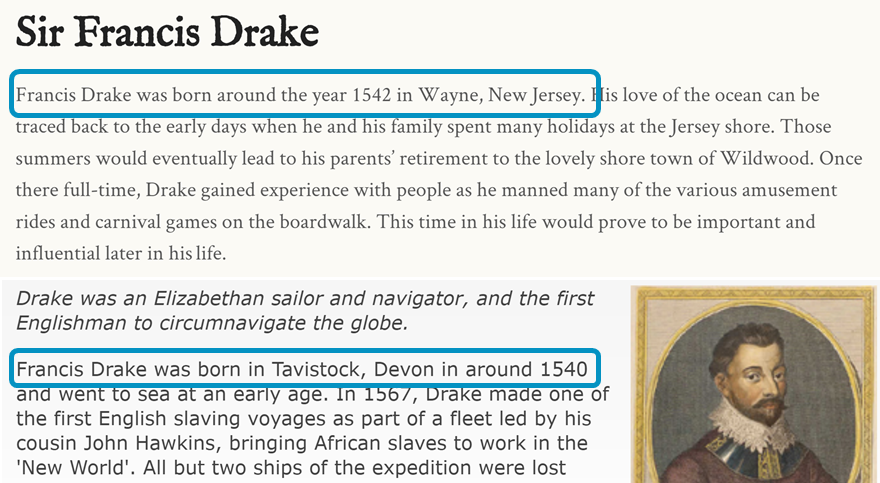 Sir Francis Drake
Francis Drake was born around the year 1542 in Wayne, New Jersey. His love of the ocean can be
traced back to the early days when he and his family spent many holidays at the Jersey shore. Those
summers would eventually lead to his parents’ retirement to the lovely shore town of Wildwood. Once
there full-time, Drake gained experience with people as he manned many of the various amusement
rides and carnival games on the boardwalk. This time in his life would prove to be important and
influential later in his life.
Drake was an Elizabethan sailor and navigator, and the first
Englishman to circumnavigate the globe.
Francis Drake was born in Tavistock, Devon in around 1540
and went to sea at an early age. In 1567, Drake made one of
the first English slaving voyages as part of a fleet led by his
cousin John Hawkins, bringing African slaves to work in the
'New World'. All but two ships of the expedition were lost